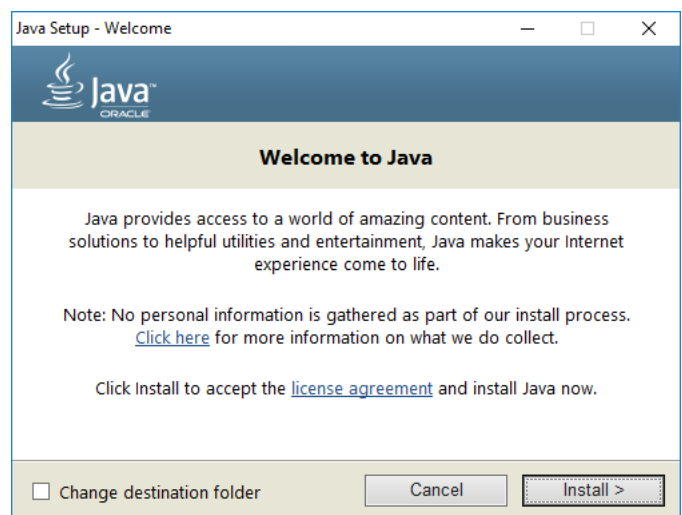 Java Setup - Welcome
Java™
ORACLE
Welcome to Java
Java provides access to a world of amazing content. From business
solutions to helpful utilities and entertainment, Java makes your Internet
experience come to life.
Note: No personal information is gathered as part of our install process.
Click here for more information on what we do collect.
Click Install to accept the license agreement and install Java now.
Change destination folder
Cancel
Install >